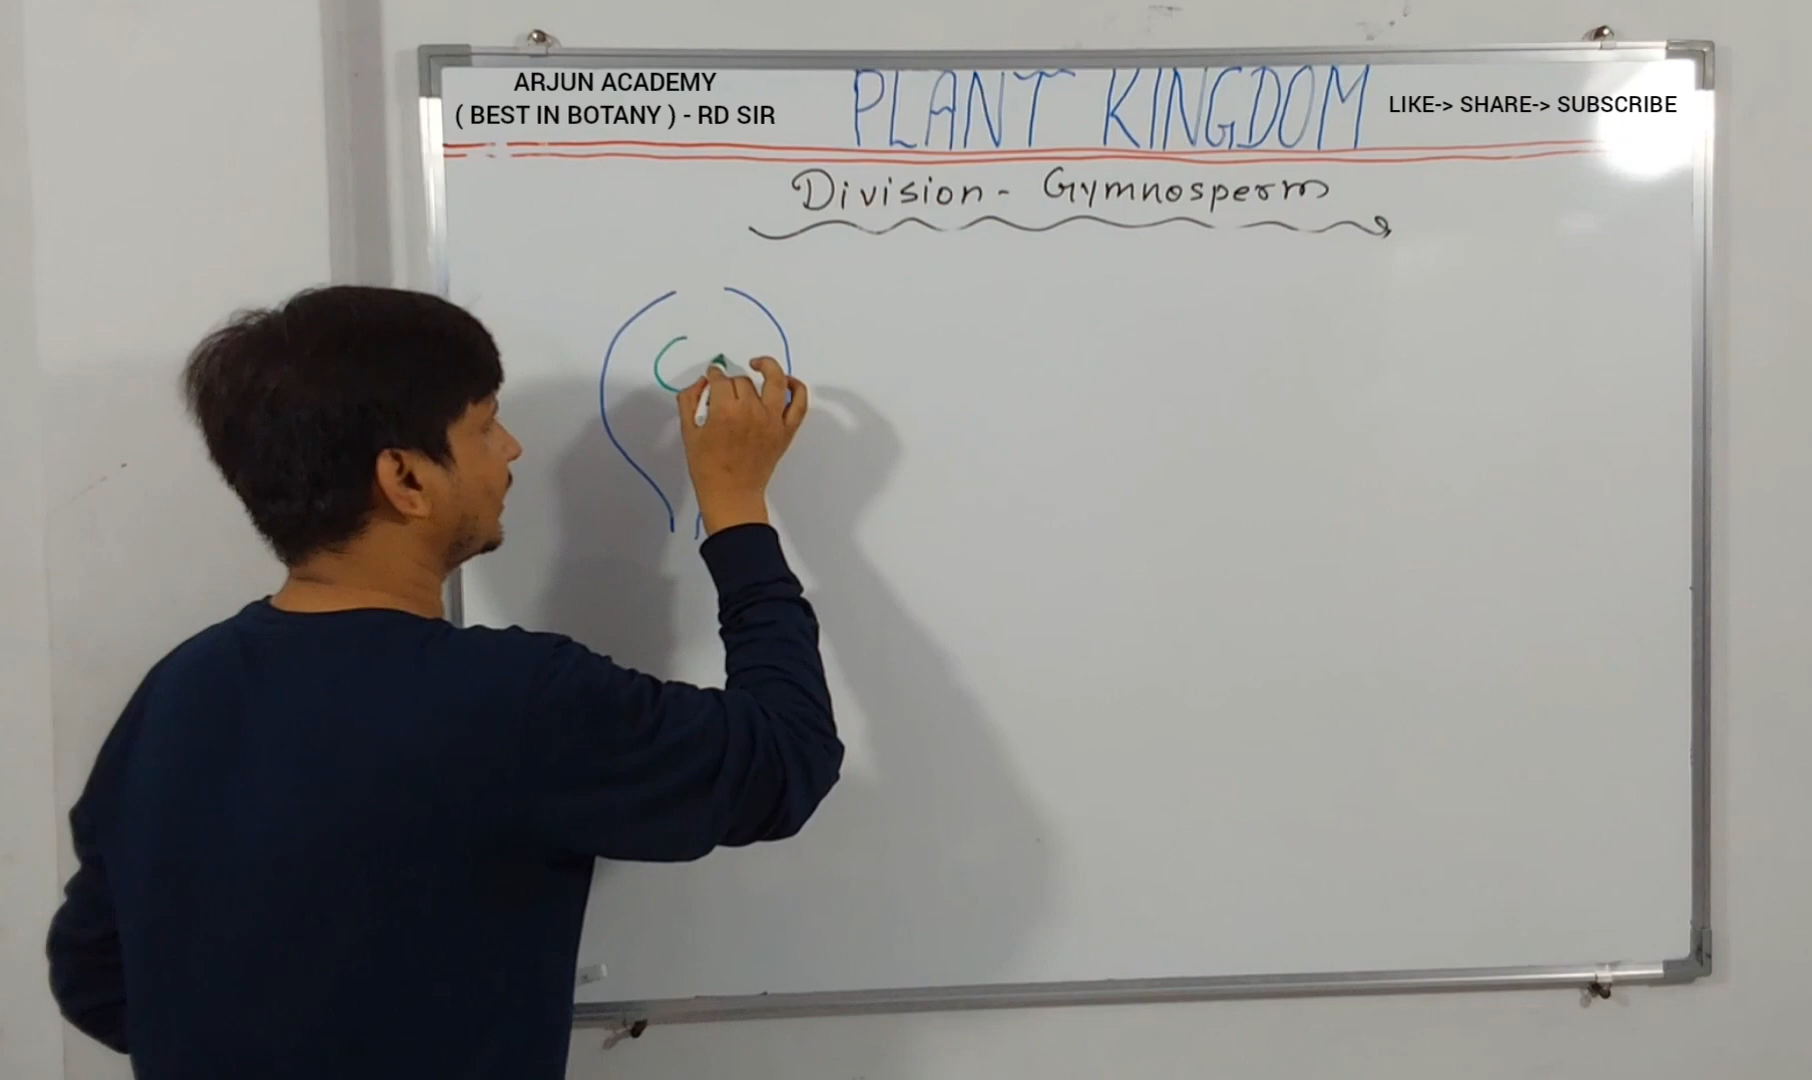 ARJUN ACADEMY
( BEST IN BOTANY ) - RD SIR
PLANT KINGDOM
LIKE-> SHARE-> SUBSCRIBE
Division - Gymnosperm